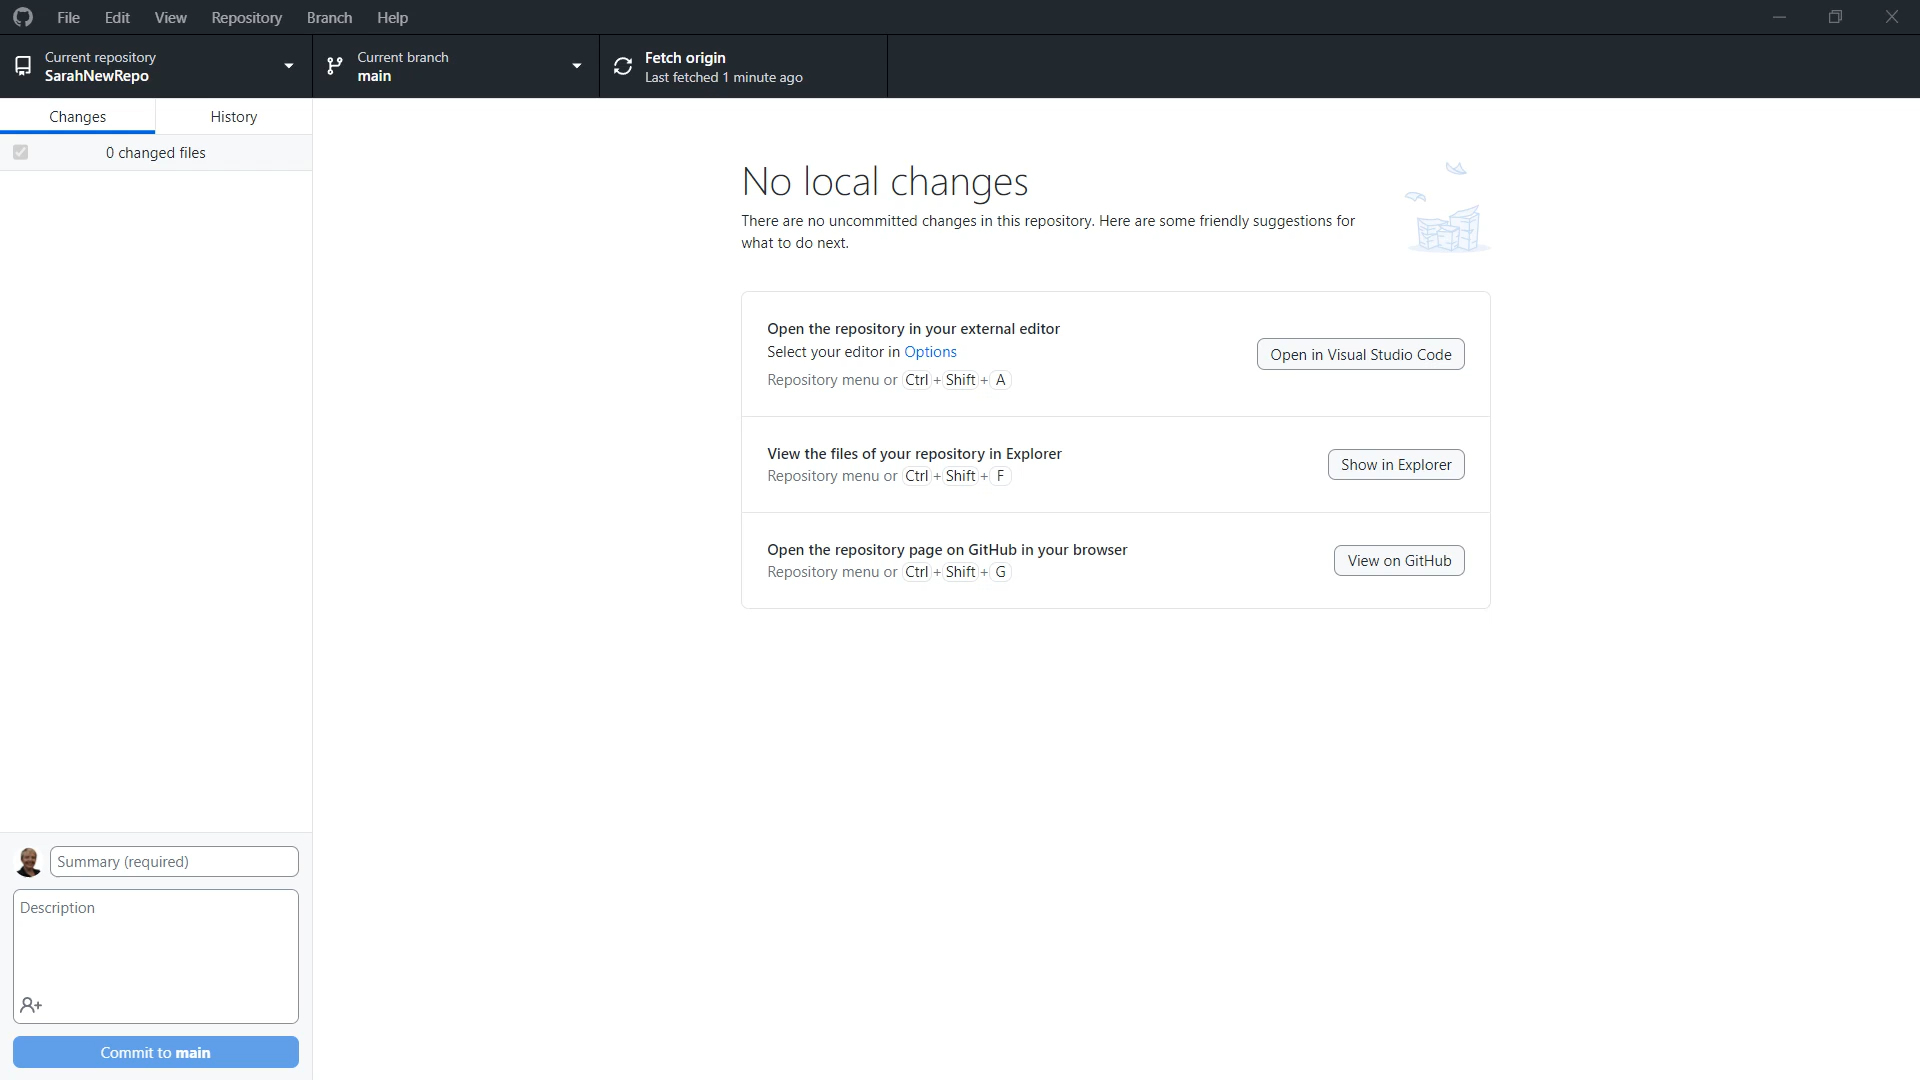 File Edit View Repository Branch Help
Current repository
SarahNewRepo
Current branch
main
Fetch origin
Last fetched 1 minute ago
Changes
History
0 changed files
No local changes
There are no uncommitted changes in this repository. Here are some friendly suggestions for
what to do next.
Open the repository in your external editor
Select your editor in Options
Repository menu or Ctrl + Shift + A
Open in Visual Studio Code
View the files of your repository in Explorer
Repository menu or Ctrl + Shift + F
Show in Explorer
Open the repository page on GitHub in your browser
Repository menu or Ctrl + Shift + G
View on GitHub
Summary (required)
Description
Commit to main